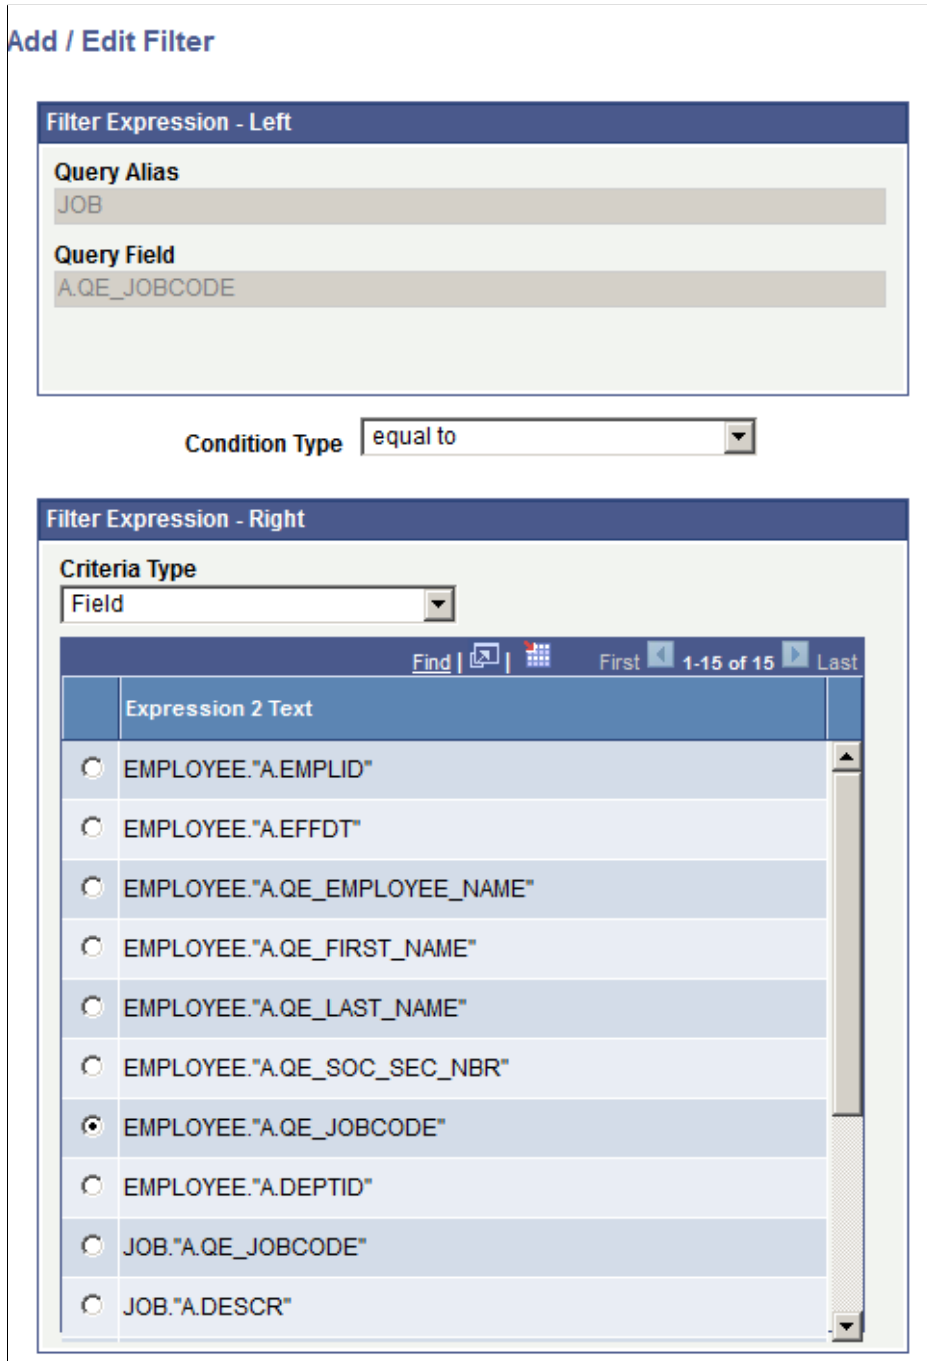 Add / Edit Filter
Filter Expression - Left
Query Alias
JOB
Query Field
A.QE_JOBCODE
Condition Type equal to
Filter Expression - Right
Criteria Type
Field
Find | | First 1-15 of 15 Last
Expression 2 Text
EMPLOYEE."A.EMPLID"
EMPLOYEE."A.EFFDT"
EMPLOYEE."A.QE_EMPLOYEE_NAME"
EMPLOYEE."A.QE_FIRST_NAME"
EMPLOYEE."A.QE_LAST_NAME"
EMPLOYEE."A.QE_SOC_SEC_NBR"
EMPLOYEE."A.QE_JOBCODE"
EMPLOYEE."A.DEPTID"
JOB."A.QE_JOBCODE"
JOB."A.DESCR"